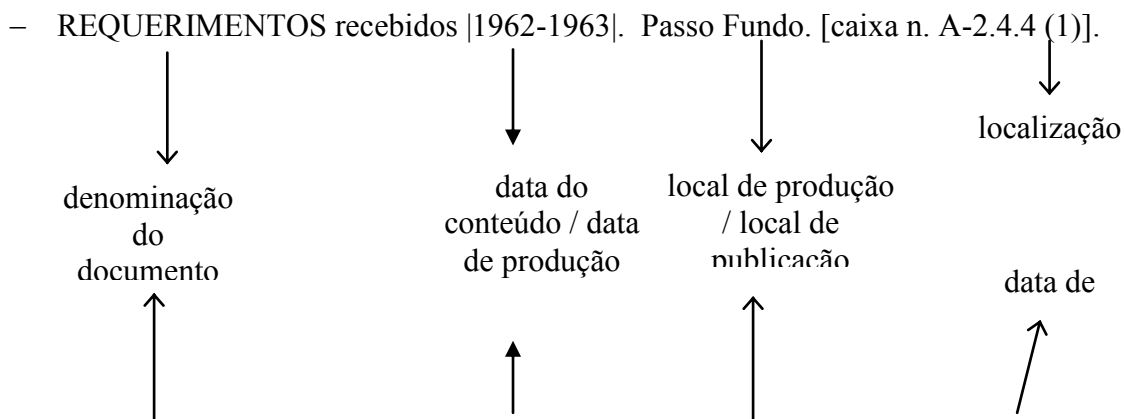 – REQUERIMENTOS recebidos |1962-1963|. Passo Fundo. [caixa n. A-2.4.4 (1)].
localização
denominação
do
documento
data do
conteúdo / data
de produção
local de produção
/ local de
publicação
data de